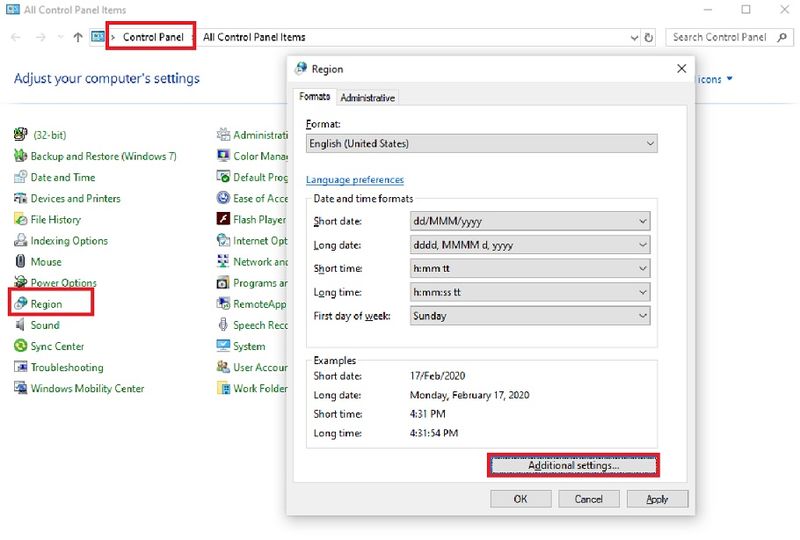 All Control Panel Items
Control Panel
All Control Panel Items
Search Control Panel
Adjust your computer's settings
icons
(32-bit)
Backup and Restore (Windows 7)
Date and Time
Devices and Printers
File History
Indexing Options
Mouse
Power Options
Region
Sound
Sync Center
Troubleshooting
Windows Mobility Center
Administrati
Color Mana
Default Prog
Ease of Acce
Flash Player
Internet Opt
Network and
Programs an
RemoteApp
Speech Reco
System
User Accoun
Work Folder
Region
Formats Administrative
Format:
English (United States)
Language preferences
Date and time formats
Short date: dd/MMM/yyyy
Long date: dddd, MMMM d, yyyy
Short time: h:mm tt
Long time: h:mm:ss tt
First day of week: Sunday
Examples
Short date: 17/Feb/2020
Long date: Monday, February 17, 2020
Short time: 4:31 PM
Long time: 4:31:54 PM
Additional settings...
OK Cancel Apply